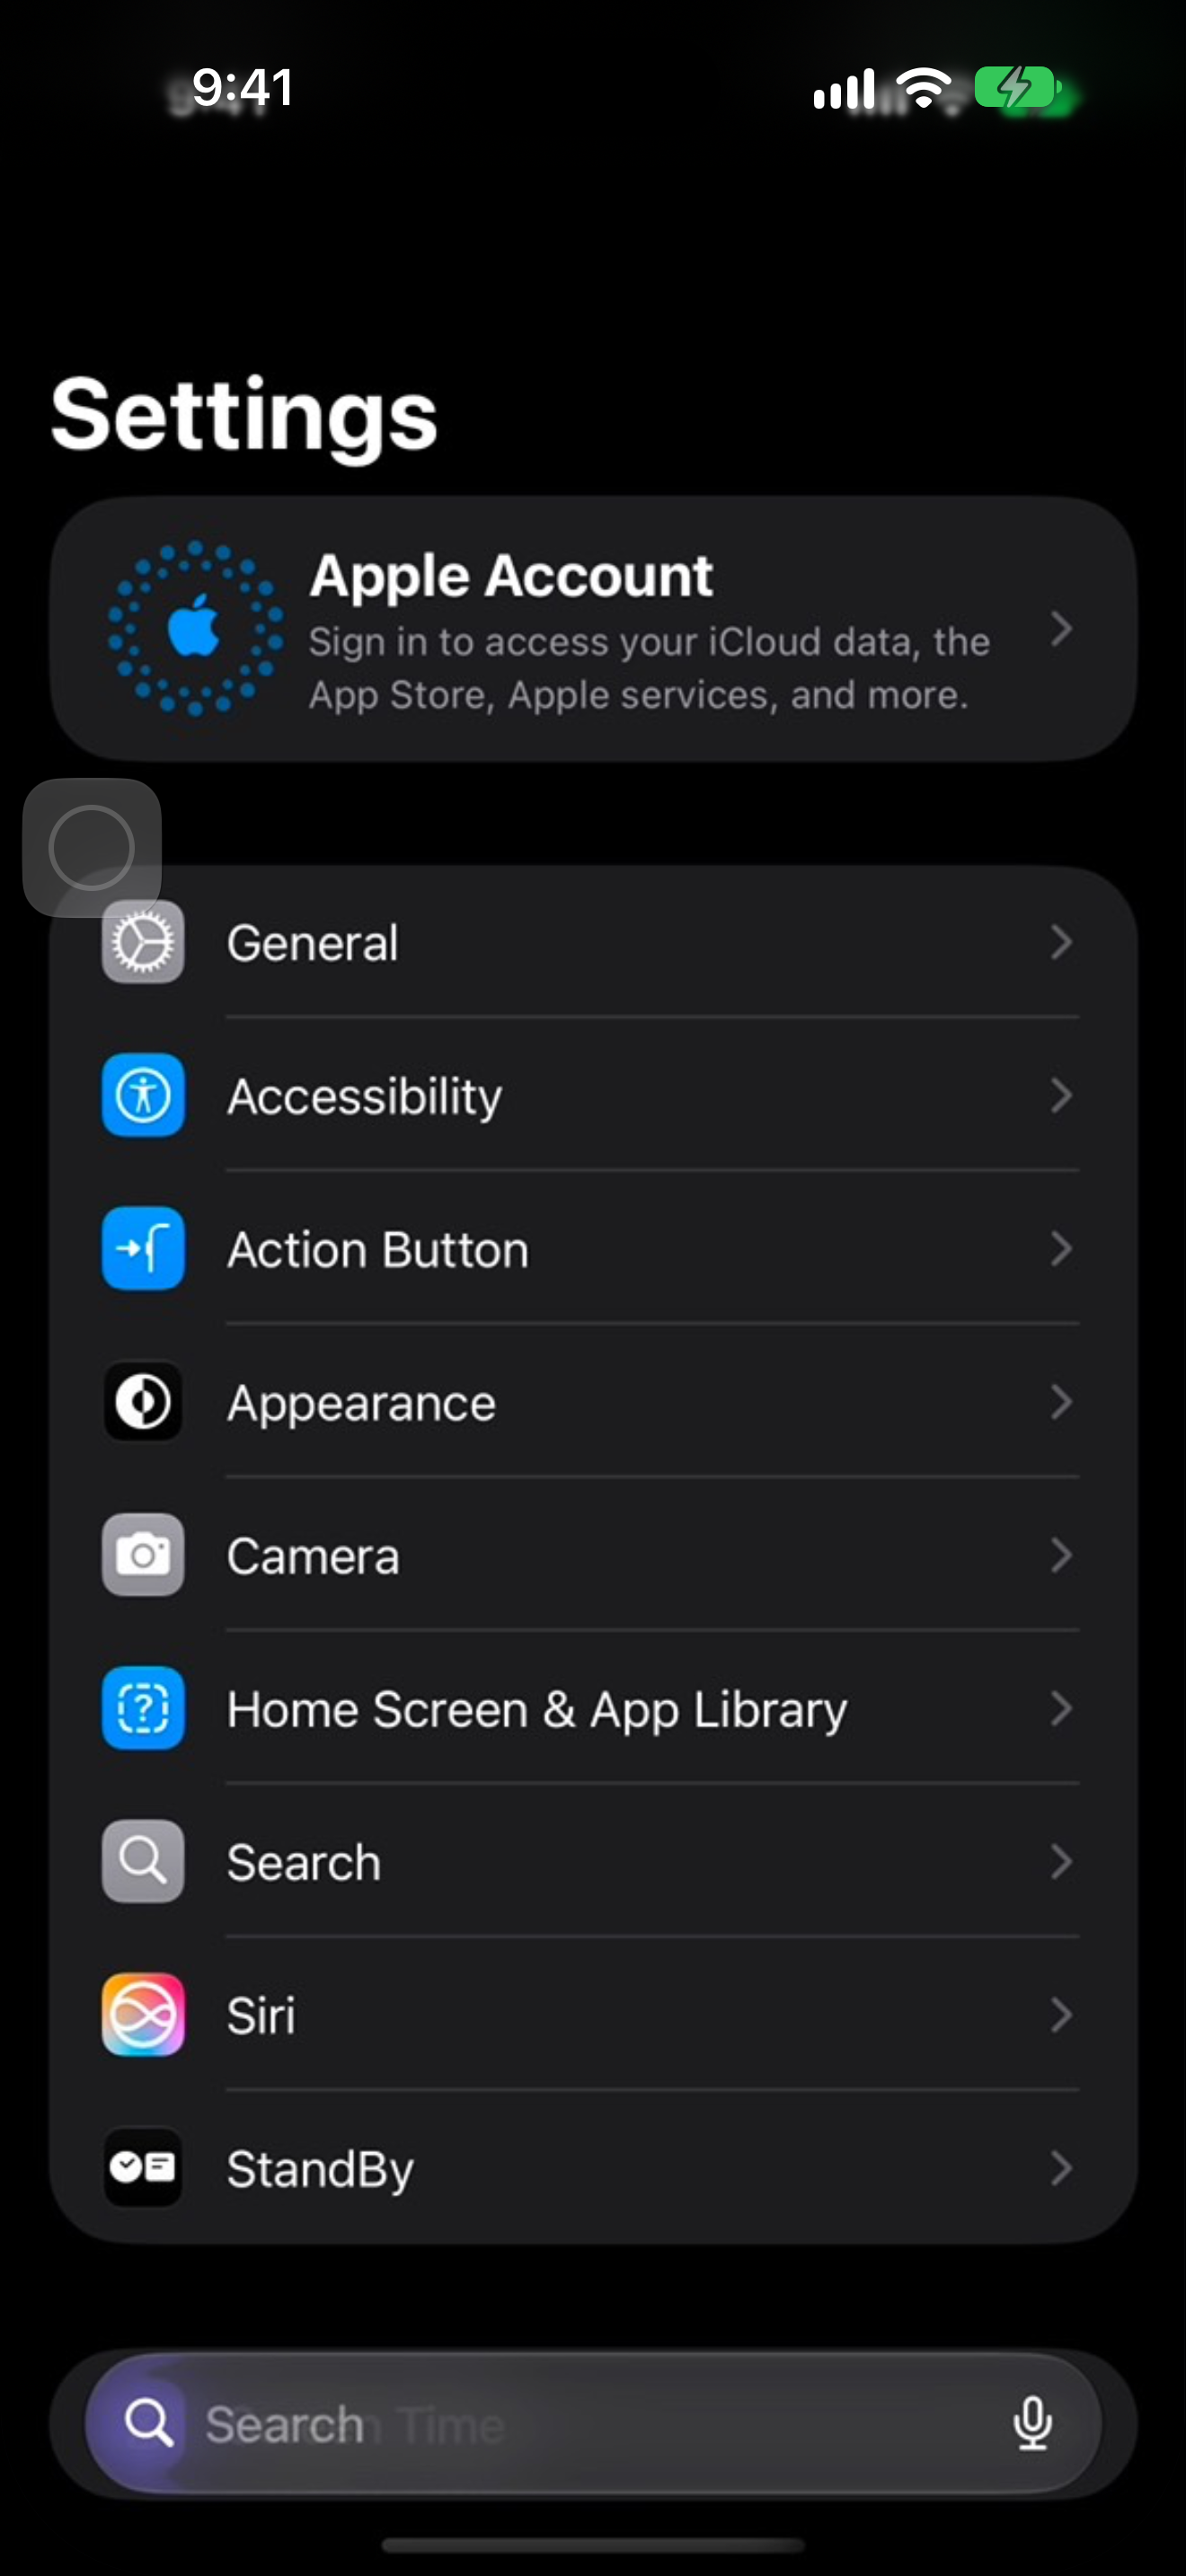 9:41
Settings
Apple Account
Sign in to access your iCloud data, the
App Store, Apple services, and more.
General
Accessibility
Action Button
Appearance
Camera
Home Screen & App Library
Search
Siri
StandBy
Search Time